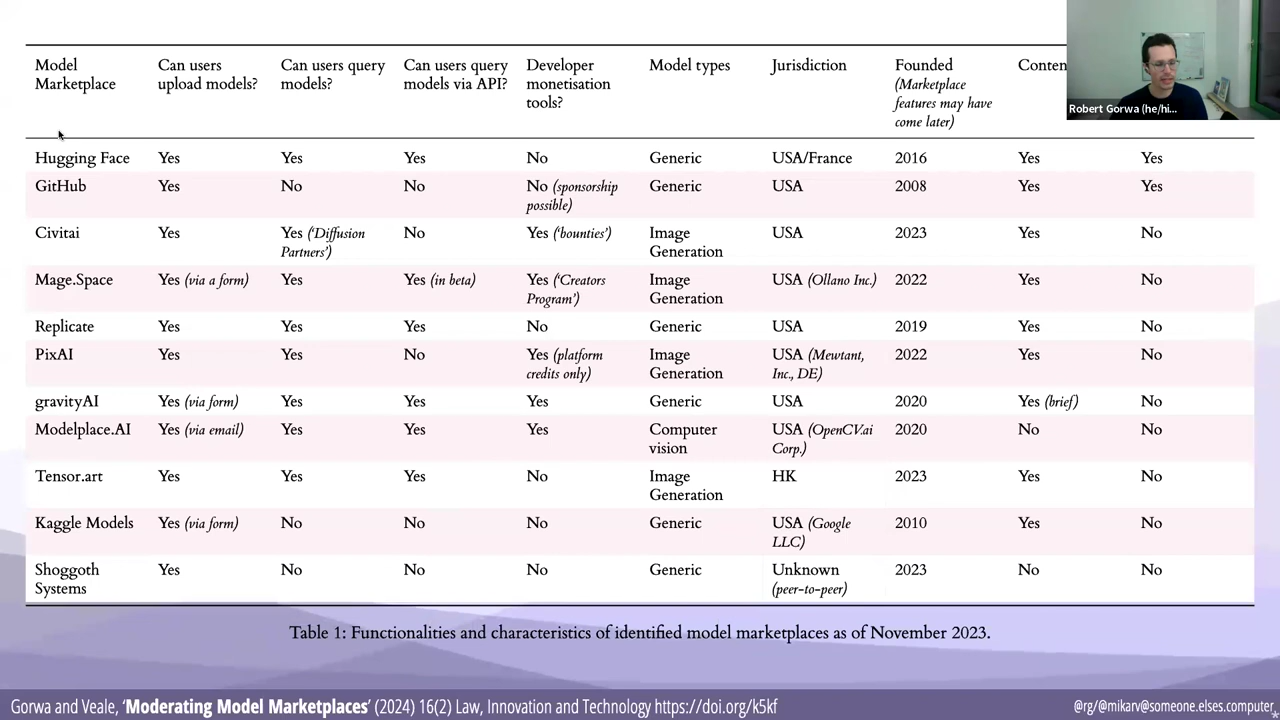 Model Marketplace | Can users upload models? | Can users query models? | Can users query models via API? | Developer monetisation tools? | Model types | Jurisdiction | Founded (Marketplace features may have come later)
Robert Gorwa (he/hi...
Hugging Face | Yes | Yes | Yes | No | Generic | USA/France | 2016 | Yes | Yes
GitHub | Yes | No | No | No (sponsorship possible) | Generic | USA | 2008 | Yes | Yes
Civitai | Yes | Yes (‘Diffusion Partners’) | No | Yes (‘bounties’) | Image Generation | USA | 2023 | Yes | No
Mage.Space | Yes (via a form) | Yes | Yes (in beta) | Yes (‘Creators Program’) | Image Generation | USA (Ollano Inc.) | 2022 | Yes | No
Replicate | Yes | Yes | Yes | No | Generic | USA | 2019 | Yes | No
PixAI | Yes | Yes | No | Yes (platform credits only) | Image Generation | USA (Mewtant, Inc., DE) | 2022 | Yes | No
gravityAI | Yes (via form) | Yes | Yes | Yes | Generic | USA | 2020 | Yes (brief) | No
Modelplace.AI | Yes (via email) | Yes | Yes | Yes | Computer vision | USA (OpenCV.ai Corp.) | 2020 | No | No
Tensor.art | Yes | Yes | Yes | No | Image Generation | HK | 2023 | Yes | No
Kaggle Models | Yes (via form) | No | No | No | Generic | USA (Google LLC) | 2010 | Yes | No
Shoggoth Systems | Yes | No | No | No | Generic | Unknown (peer-to-peer) | 2023 | No | No
Table 1: Functionalities and characteristics of identified model marketplaces as of November 2023.
Gorwa and Veale, ‘Moderating Model Marketplaces’ (2024) 16(2) Law, Innovation and Technology https://doi.org/k5kf
@rg/@mikarv@someone.elses.computer